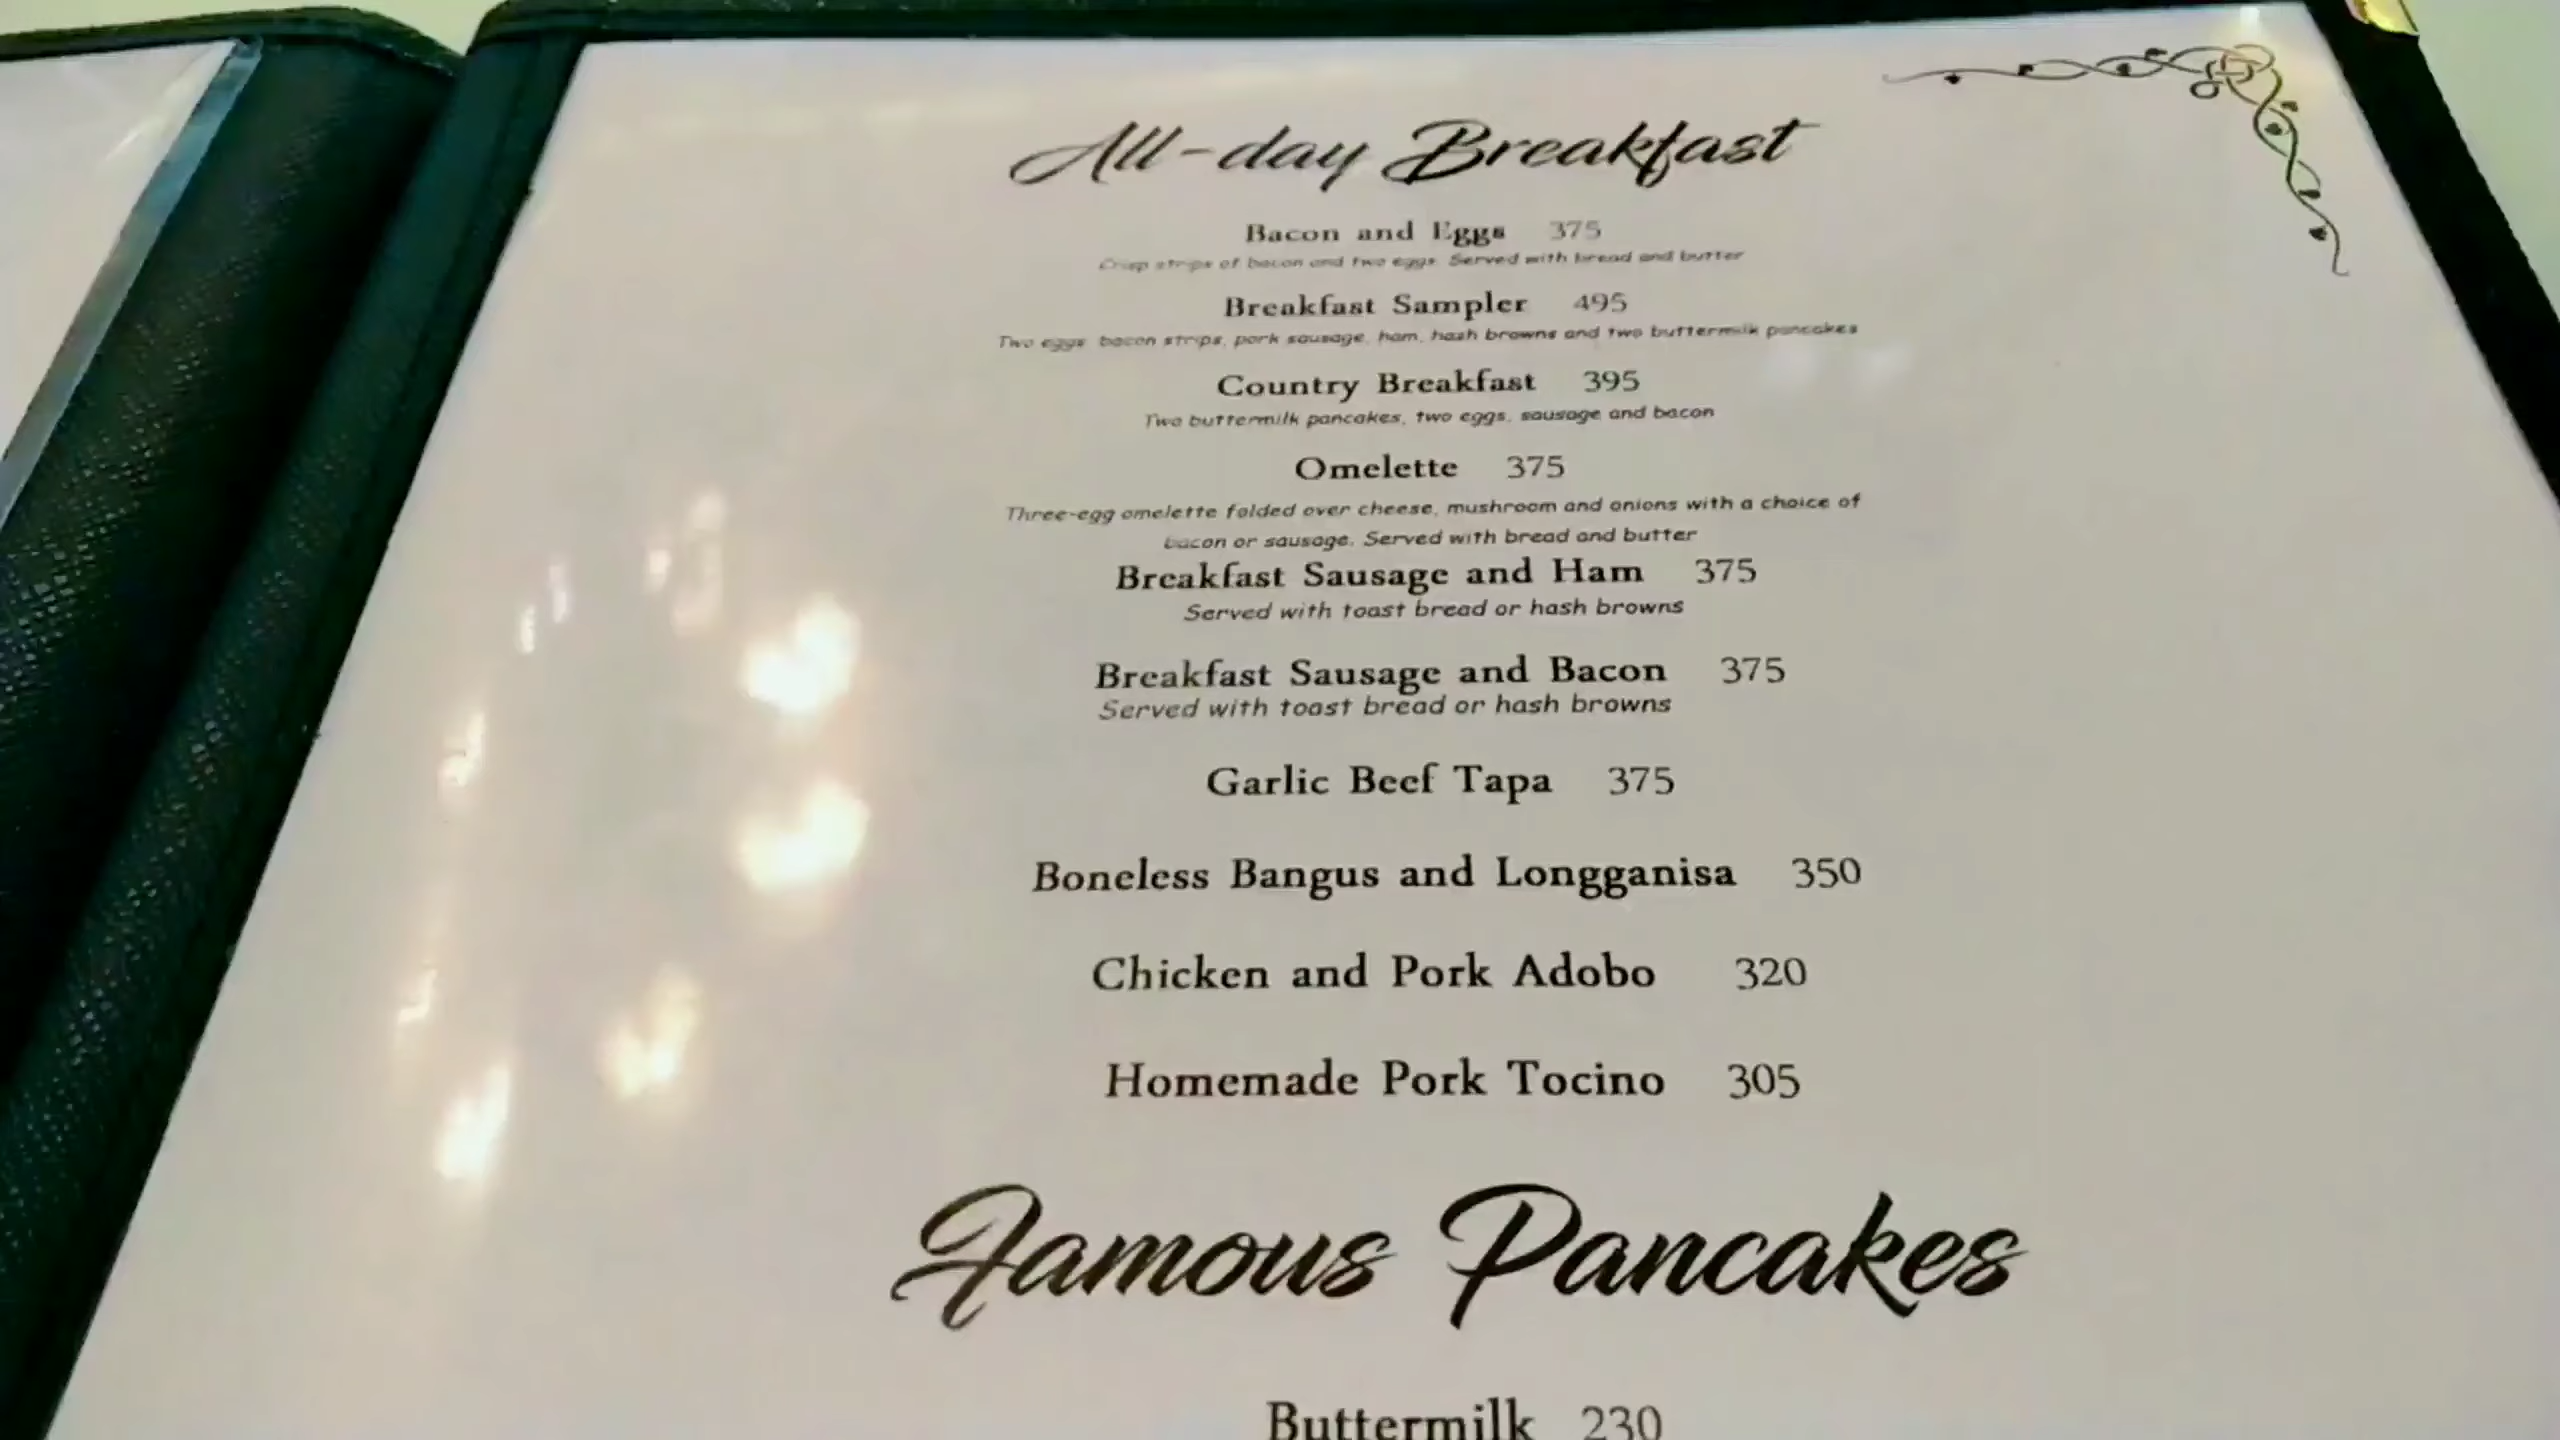 All-day Breakfast
Bacon and Eggs 375
Crisp strips of bacon and two eggs. Served with bread and butter
Breakfast Sampler 495
Two eggs, bacon strips, pork sausage, ham, hash browns and two buttermilk pancakes
Country Breakfast 395
Two buttermilk pancakes, two eggs, sausage and bacon
Omelette 375
Three-egg omelette folded over cheese, mushroom and onions with a choice of
bacon or sausage. Served with bread and butter
Breakfast Sausage and Ham 375
Served with toast bread or hash browns
Breakfast Sausage and Bacon 375
Served with toast bread or hash browns
Garlic Beef Tapa 375
Boneless Bangus and Longganisa 350
Chicken and Pork Adobo 320
Homemade Pork Tocino 305
Famous Pancakes
Buttermilk 230